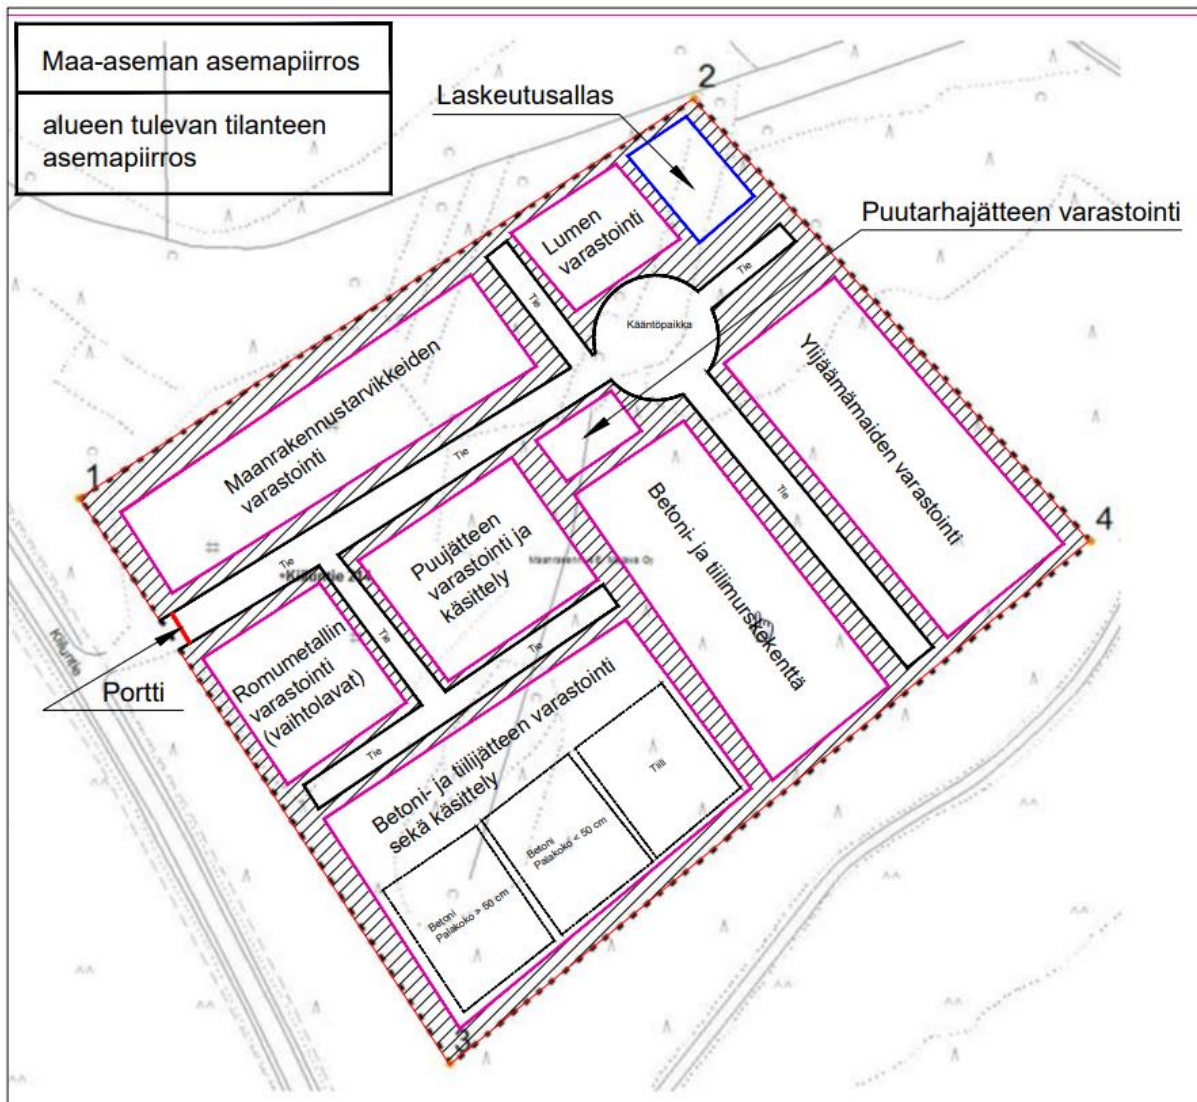 Maa-aseman asemapiirros
alueen tulevan tilanteen
asemapiirros
2
Laskeutusallas
Puutarhajätteen varastointi
Lumen
varastointi
Tie
Tie
Kääntöpaikka
Maanrakennustarvikkeiden
varastointi
Ylijäämämaiden varastointi
1
Tie
Tie
4
Puujätteen
varastointi ja
käsittely
Betoni- ja tiilimurskekenttä
Tie
Tie
Tie
Romumetallin
varastointi
(vaihtolavat)
Portti
Tie
Betoni- ja tiilijätteen varastointi
sekä käsittely
Tiili
Betoni
Palakoko < 50 cm
Betoni
Palakoko > 50 cm
3